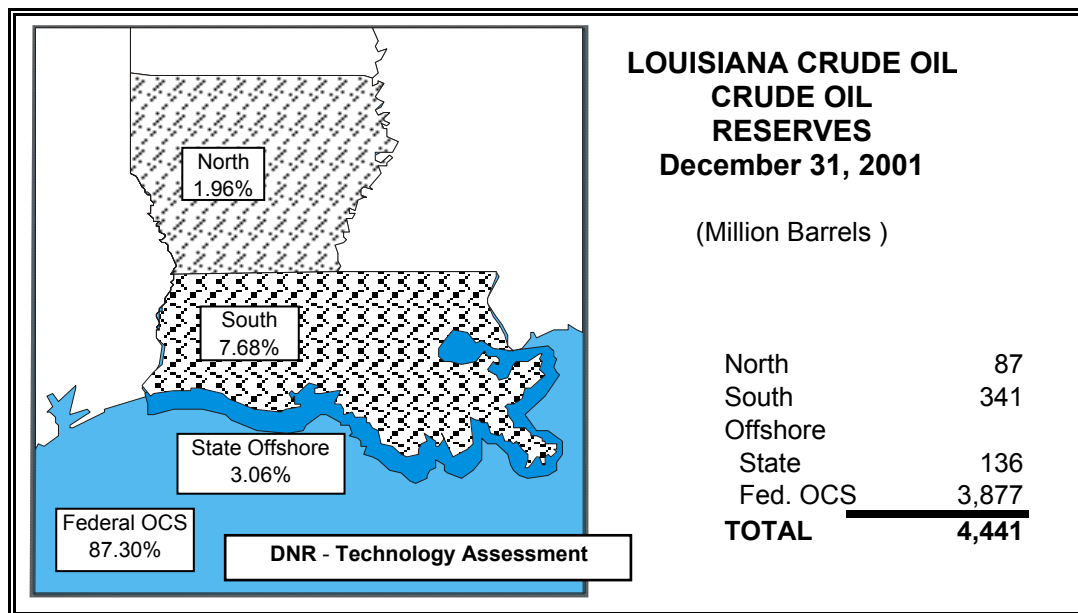 LOUISIANA CRUDE OIL
CRUDE OIL
RESERVES
December 31, 2001
(Million Barrels )
North
1.96%
South
7.68%
State Offshore
3.06%
Federal OCS
87.30%
DNR - Technology Assessment
North 87
South 341
Offshore
State 136
Fed. OCS 3,877
TOTAL 4,441